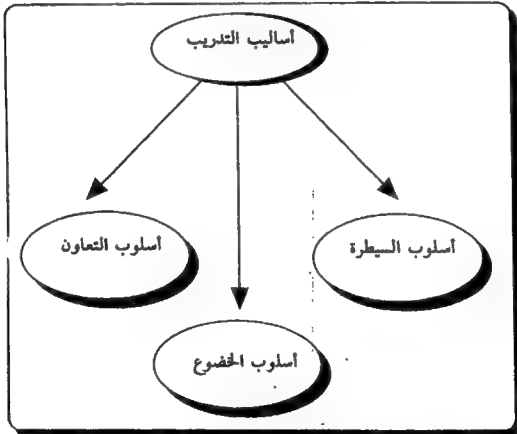 أساليب التدريب
أسلوب السيطرة
أسلوب التعاون
أسلوب الخضوع